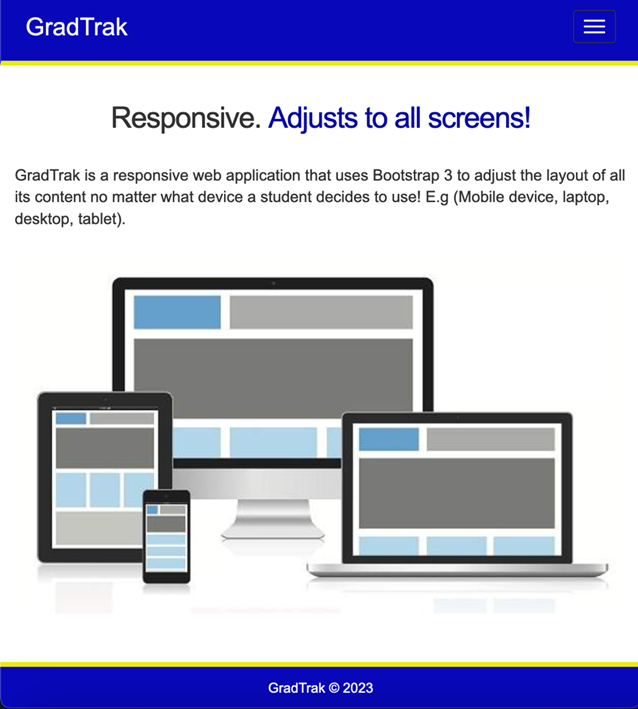 GradTrak
Responsive. Adjusts to all screens!
GradTrak is a responsive web application that uses Bootstrap 3 to adjust the layout of all
its content no matter what device a student decides to use! E.g (Mobile device, laptop,
desktop, tablet).
GradTrak © 2023